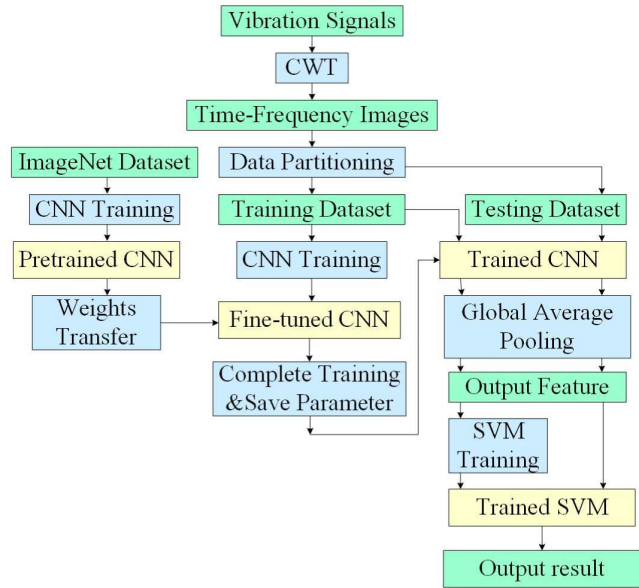 Vibration Signals
CWT
Time-Frequency Images
ImageNet Dataset
Data Partitioning
CNN Training
Training Dataset
Testing Dataset
Pretrained CNN
CNN Training
Trained CNN
Weights
Transfer
Fine-tuned CNN
Global Average
Pooling
Complete Training
&Save Parameter
Output Feature
SVM
Training
Trained SVM
Output result